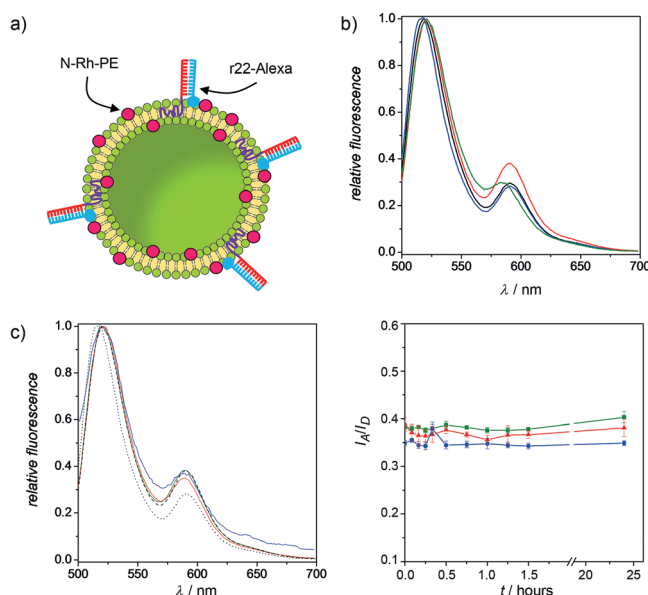 a)
N-Rh-PE
r22-Alexa
b)
relative fluorescence
1.0
0.8
0.6
0.4
0.2
0.0
500 550 600 650 700
λ / nm
c)
relative fluorescence
1.0
0.8
0.6
0.4
0.2
0.0
500 550 600 650 700
λ / nm
I_A/I_D
0.6
0.5
0.4
0.3
0.2
0.1
0.0 0.5 1.0 1.5 20 25
t / hours